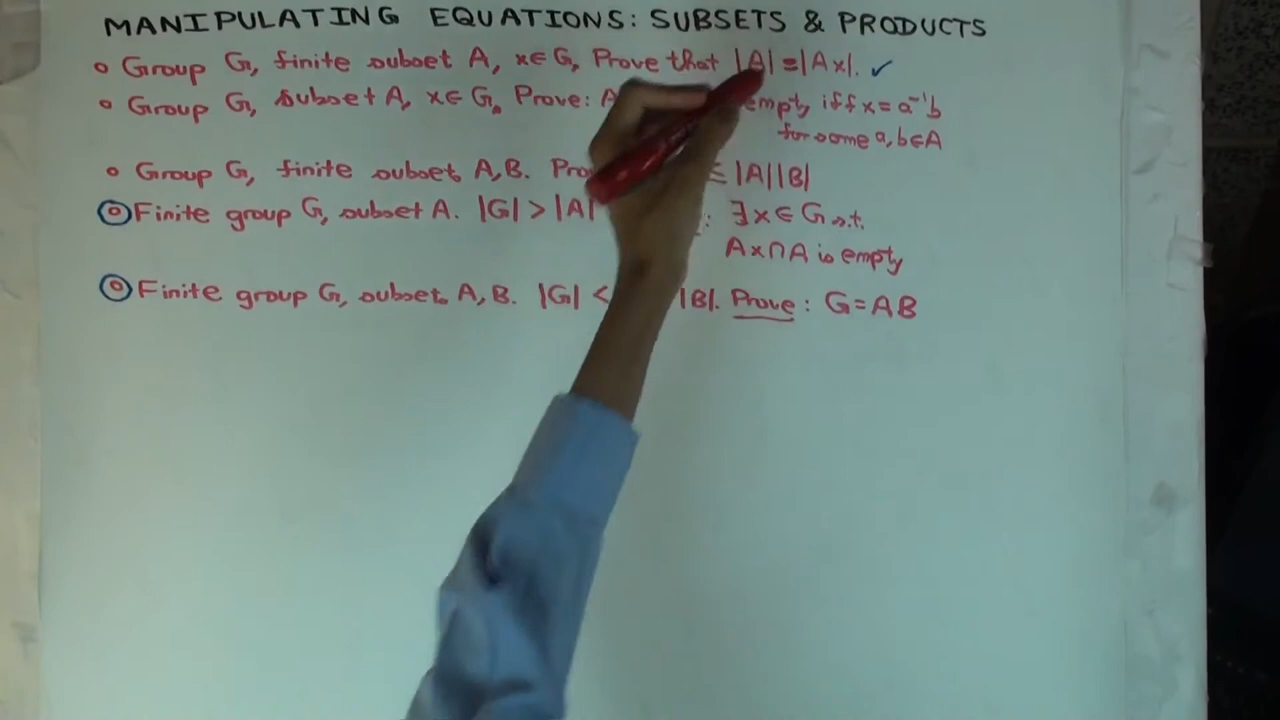 MANIPULATING EQUATIONS: SUBSETS & PRODUCTS
o Group G, finite subset A, x∈G, Prove that |A|=|Ax|. ✓
o Group G, subset A, x∈G. Prove: A empty iff x = a⁻¹b
for some a, b∈A
o Group G, finite subset A,B. ≤ |A||B|
o Finite group G, subset A. |G| > |A| : ∃x∈G s.t.
Ax∩A is empty
o Finite group G, subset A, B. |G| < |B|. Prove: G=AB